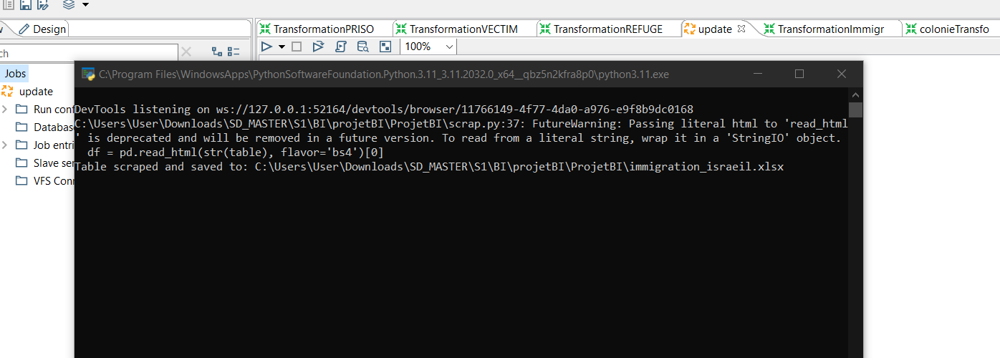 Design
TransformationPRISO
TransformationVECTIM
TransformationREFUGE
update
TransformationImmigr
colonieTransfo
100%
Jobs
update
Run conf
Databas
Job entri
Slave ser
VFS Conn
C:\Program Files\WindowsApps\PythonSoftwareFoundation.Python.3.11_3.11.2032.0_x64__qbz5n2kfra8p0\python3.11.exe
DevTools listening on ws://127.0.0.1:52164/devtools/browser/11766149-4f77-4da0-a976-e9f8b9dc0168
C:\Users\User\Downloads\SD_MASTER\S1\BI\projetBI\ProjetBI\scrap.py:37: FutureWarning: Passing literal html to 'read_html
' is deprecated and will be removed in a future version. To read from a literal string, wrap it in a 'StringIO' object.
df = pd.read_html(str(table), flavor='bs4')[0]
Table scraped and saved to: C:\Users\User\Downloads\SD_MASTER\S1\BI\projetBI\ProjetBI\immigration_israeil.xlsx